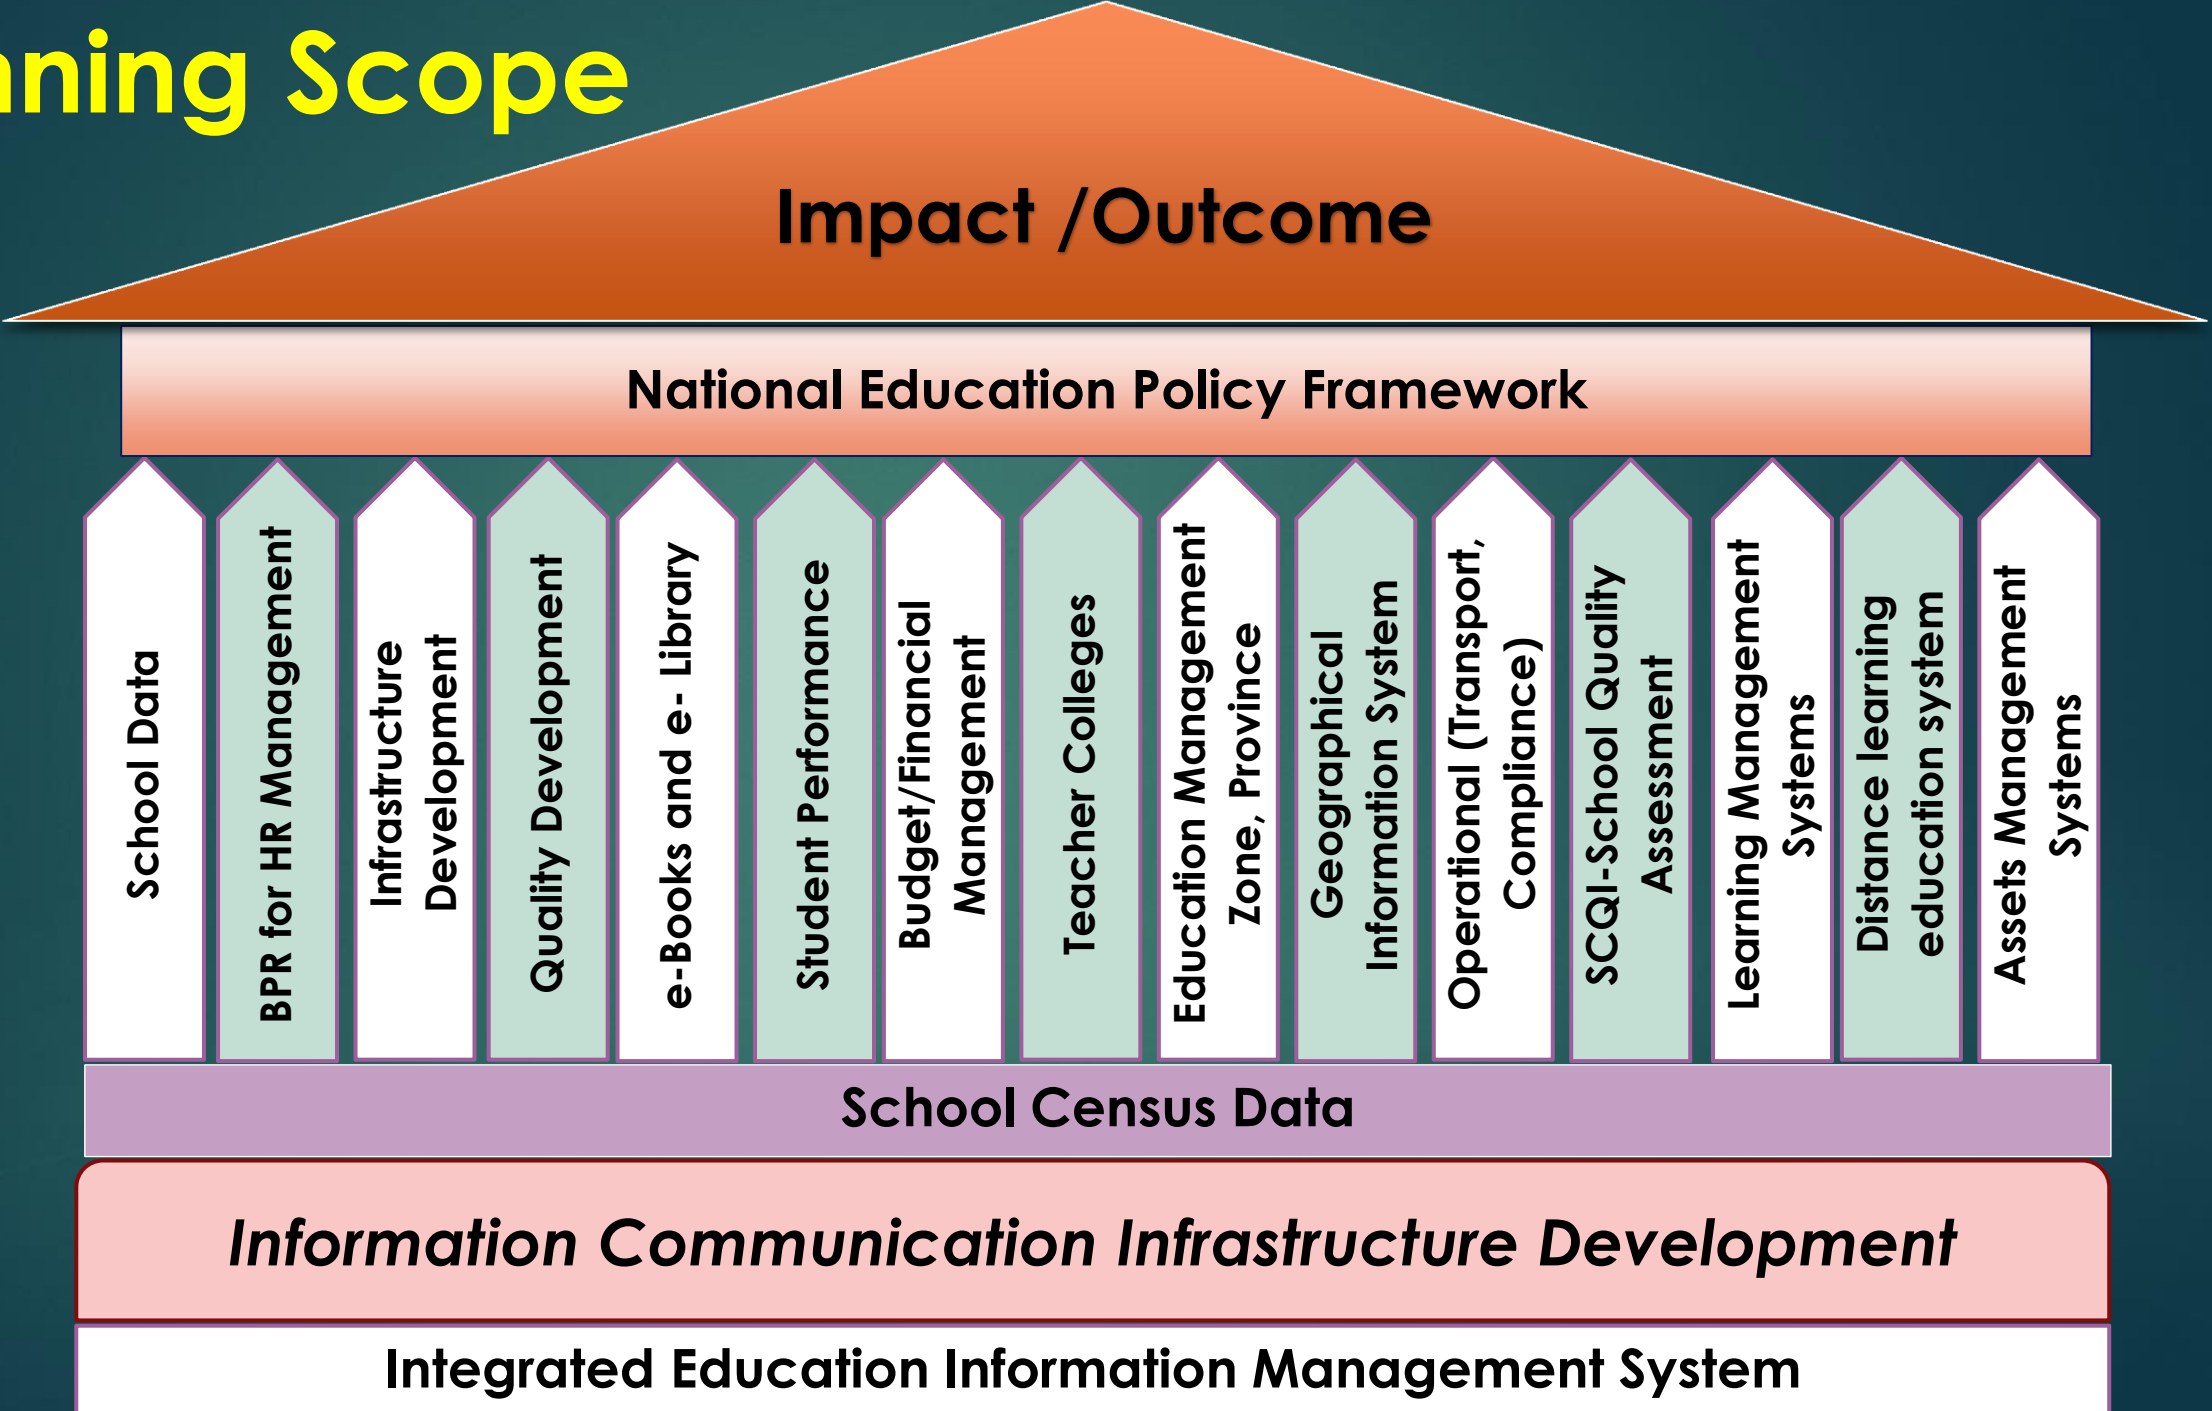 nning Scope
Impact /Outcome
National Education Policy Framework
School Data
BPR for HR Management
Infrastructure
Development
Quality Development
e-Books and e- Library
Student Performance
Budget/Financial
Management
Teacher Colleges
Education Management
Zone, Province
Geographical
Information System
Operational (Transport,
Compliance)
SCQI-School Quality
Assessment
Learning Management
Systems
Distance learning
education system
Assets Management
Systems
School Census Data
Information Communication Infrastructure Development
Integrated Education Information Management System